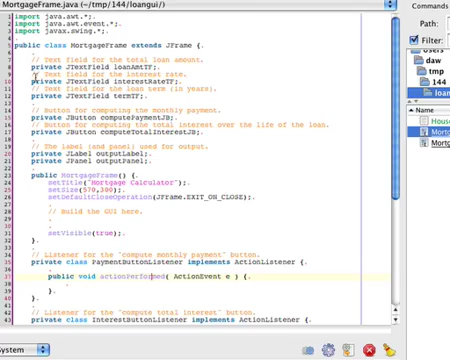 MortgageFrame.java (~/tmp/144/loangui/)
Commands
Path:
Filter:
Users
daw
tmp
144
loan
Name
Hous
Mort
Mort
1 import java.awt.*;
2 import java.awt.event.*;
3 import javax.swing.*;
public class MortgageFrame extends JFrame {
// Text field for the total loan amount.
private JTextField loanAmtTF;
// Text field for the interest rate.
private JTextField interestRateTF;
// Text field for the loan term (in years).
private JTextField termTF;
// Button for computing the monthly payment.
private JButton computePaymentJB;
// Button for computing the total interest over the life of the loan.
private JButton computeTotalInterestJB;
// The label (and panel) used for output.
private JLabel outputLabel;
private JPanel outputPanel;
public MortgageFrame() {
setTitle("Mortgage Calculator");
setSize(570,300);
setDefaultCloseOperation(JFrame.EXIT_ON_CLOSE);
// Build the GUI here.
setVisible(true);
}
// Listener for the "compute monthly payment" button.
private class PaymentButtonListener implements ActionListener {
public void actionPerformed( ActionEvent e ) {
}
}
// Listener for the "compute total interest" button.
private class InterestButtonListener implements ActionListener {
System